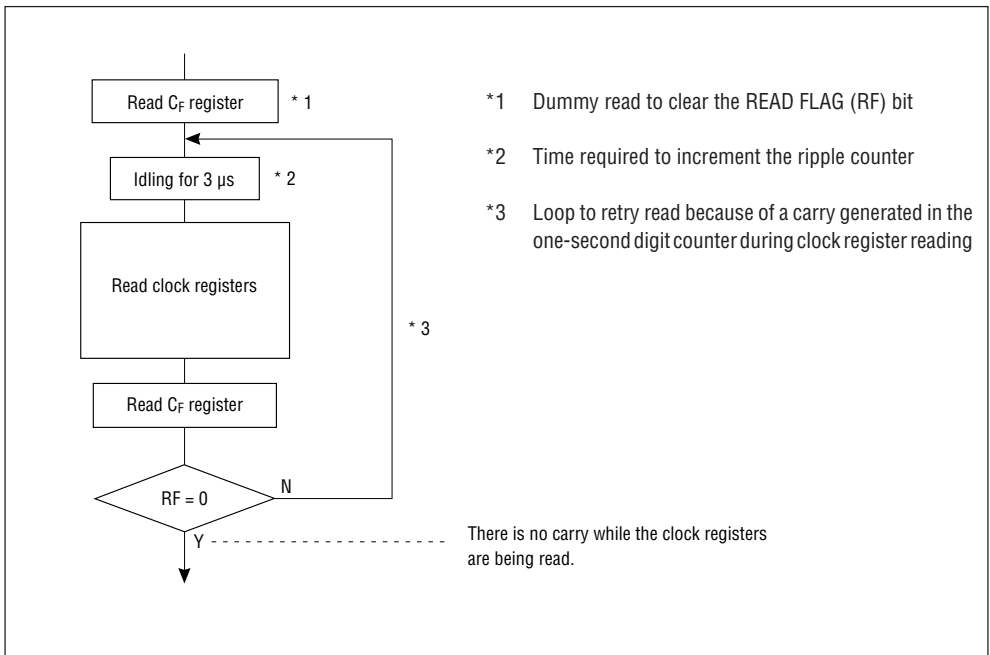 Read CF register
* 1
Idling for 3 µs
* 2
Read clock registers
* 3
Read CF register
RF = 0
N
Y
There is no carry while the clock registers
are being read.
*1 Dummy read to clear the READ FLAG (RF) bit
*2 Time required to increment the ripple counter
*3 Loop to retry read because of a carry generated in the
one-second digit counter during clock register reading